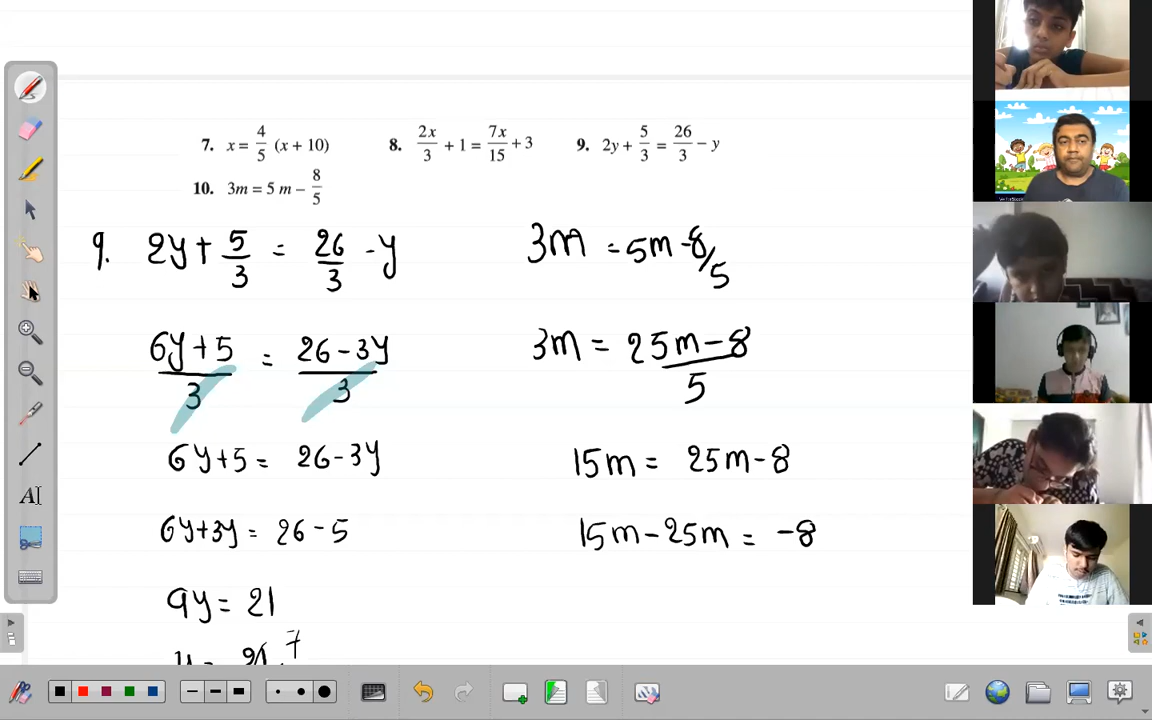 7. x = 4/5 (x + 10) 8. 2x/3 + 1 = 7x/15 + 3 9. 2y + 5/3 = 26/3 − y
10. 3m = 5 m − 8/5
9. 2y + 5/3 = 26/3 - y
6y + 5/3 = 26 - 3y/3
6y + 5 = 26 - 3y
6y + 3y = 26 - 5
9y = 21
3m = 5m - 8/5
3m = 25m - 8/5
15m = 25m - 8
15m - 25m = -8